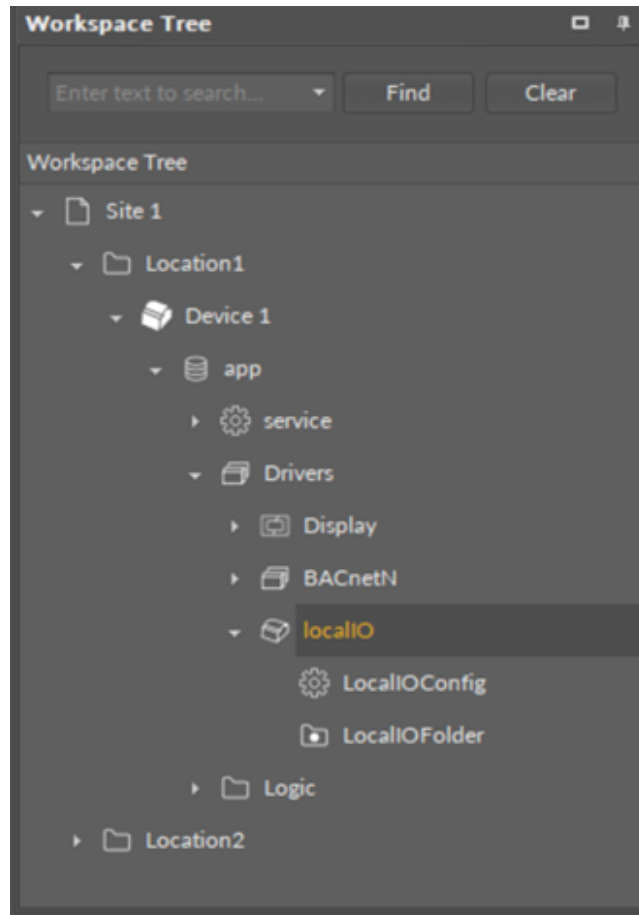 Workspace Tree
Enter text to search... Find Clear
Workspace Tree
Site 1
Location1
Device 1
app
service
Drivers
Display
BACnetN
localIO
LocalIOConfig
LocalIOFolder
Logic
Location2